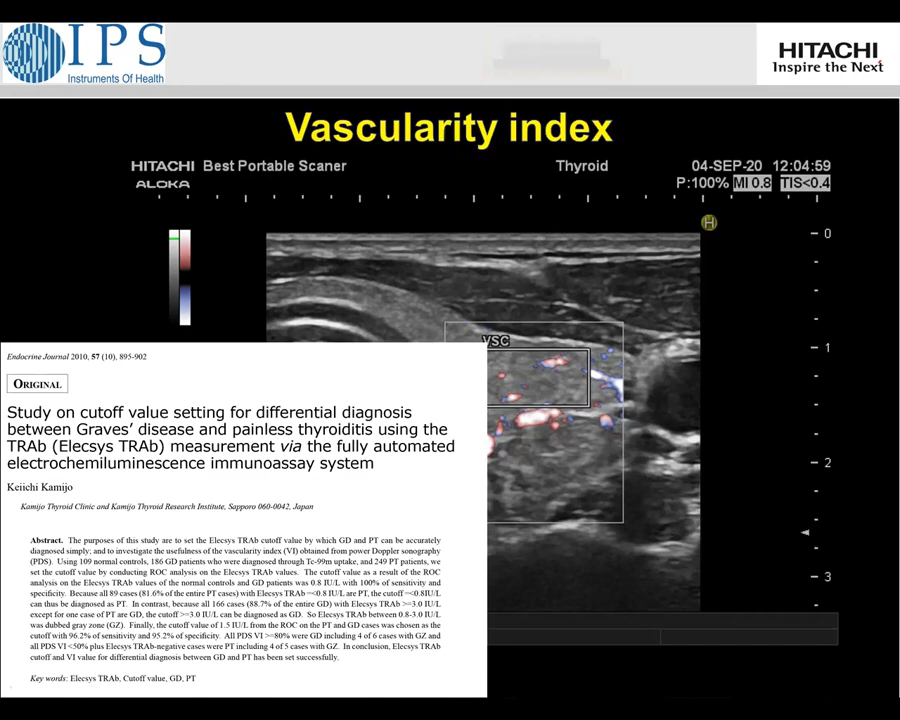 IPS
Instruments Of Health
HITACHI
Inspire the Next
Vascularity index
HITACHI Best Portable Scaner Thyroid 04-SEP-20 12:04:59
ALOKA P:100% MI 0.8 TIS<0.4
H
0
VSC
1
2
3
Endocrine Journal 2010, 57 (10), 895-902
ORIGINAL
Study on cutoff value setting for differential diagnosis
between Graves’ disease and painless thyroiditis using the
TRAb (Elecsys TRAb) measurement via the fully automated
electrochemiluminescence immunoassay system
Keiichi Kamijo
Kamijo Thyroid Clinic and Kamijo Thyroid Research Institute, Sapporo 060-0042, Japan
Abstract. The purposes of this study are to set the Elecsys TRAb cutoff value by which GD and PT can be accurately
diagnosed simply; and to investigate the usefulness of the vascularity index (VI) obtained from power Doppler sonography
(PDS). Using 109 normal controls, 186 GD patients who were diagnosed through Tc-99m uptake, and 249 PT patients, we
set the cutoff value by conducting ROC analysis on the Elecsys TRAb values. The cutoff value as a result of the ROC
analysis on the Elecsys TRAb values of the normal controls and GD patients was 0.8 IU/L with 100% of sensitivity and
specificity. Because all 89 cases (81.6% of the entire PT cases) with Elecsys TRAb =<0.8 IU/L are PT, the cutoff =<0.8IU/L
can thus be diagnosed as PT. In contrast, because all 166 cases (88.7% of the entire GD) with Elecsys TRAb >=3.0 IU/L
except for one case of PT are GD, the cutoff >=3.0 IU/L can be diagnosed as GD. So Elecsys TRAb between 0.8-3.0 IU/L
was dubbed gray zone (GZ). Finally, the cutoff value of 1.5 IU/L from the ROC on the PT and GD cases was chosen as the
cutoff with 96.2% of sensitivity and 95.2% of specificity. All PDS VI >=80% were GD including 4 of 6 cases with GZ and
all PDS VI <50% plus Elecsys TRAb-negative cases were PT including 4 of 5 cases with GZ. In conclusion, Elecsys TRAb
cutoff and VI value for differential diagnosis between GD and PT has been set successfully.
Key words: Elecsys TRAb, Cutoff value, GD, PT